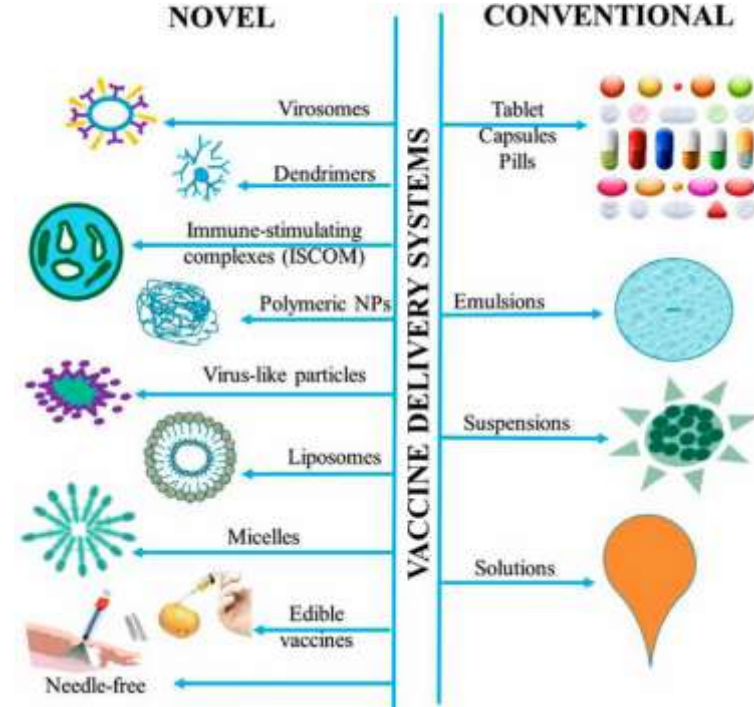 NOVEL
CONVENTIONAL
VACCINE DELIVERY SYSTEMS
Virosomes
Dendrimers
Immune-stimulating
complexes (ISCOM)
Polymeric NPs
Virus-like particles
Liposomes
Micelles
Edible
vaccines
Needle-free
Tablet
Capsules
Pills
Emulsions
Suspensions
Solutions